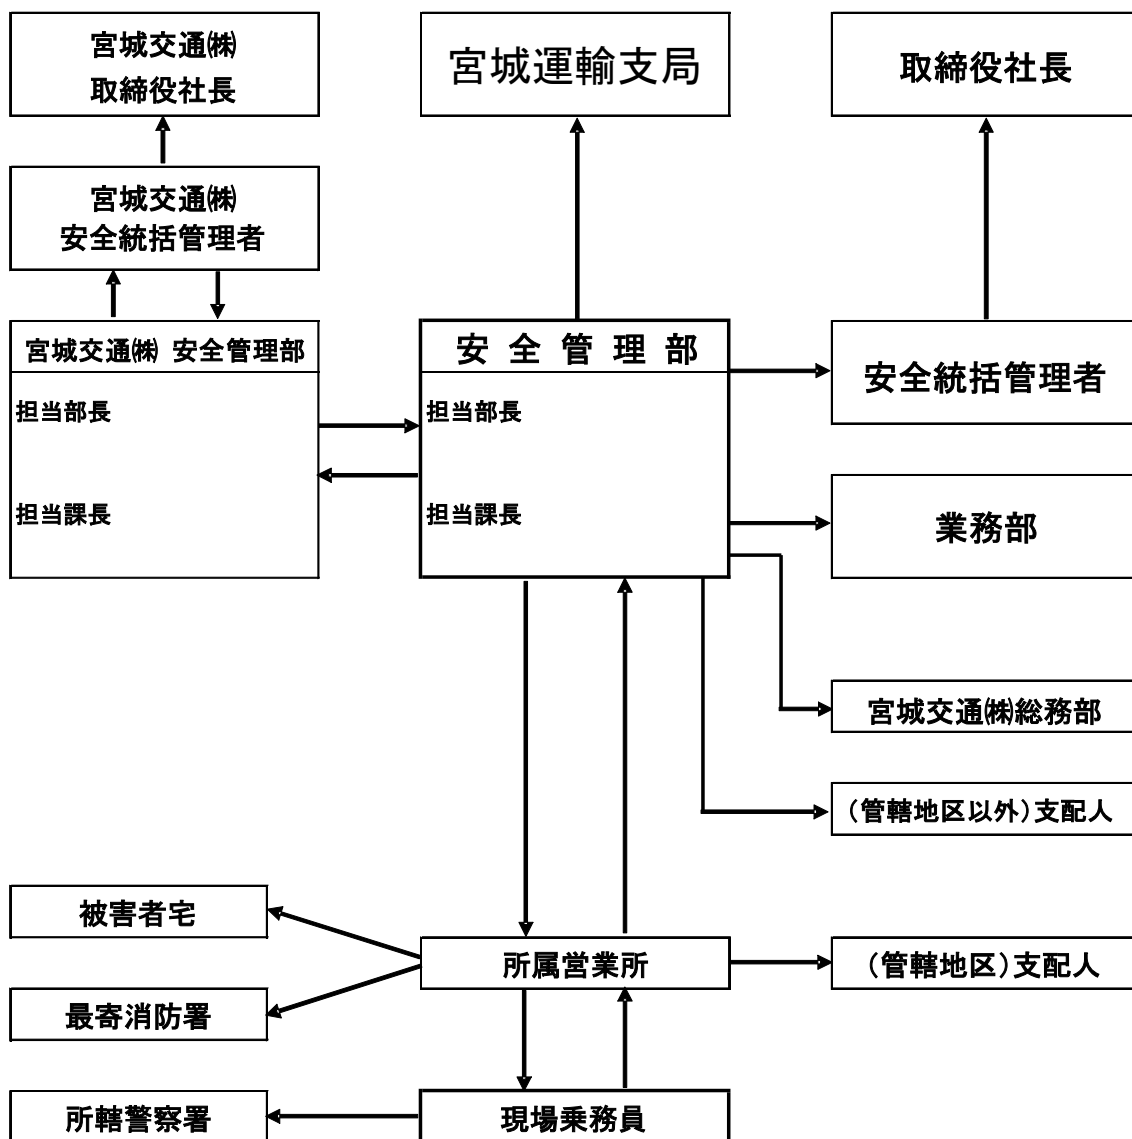 宮城交通㈱
取締役社長
宮城運輸支局
取締役社長
宮城交通㈱
安全統括管理者
宮城交通㈱ 安全管理部
安 全 管 理 部
安全統括管理者
担当部長
担当部長
担当課長
担当課長
業務部
宮城交通㈱総務部
（管轄地区以外）支配人
被害者宅
所属営業所
（管轄地区）支配人
最寄消防署
所轄警察署
現場乗務員